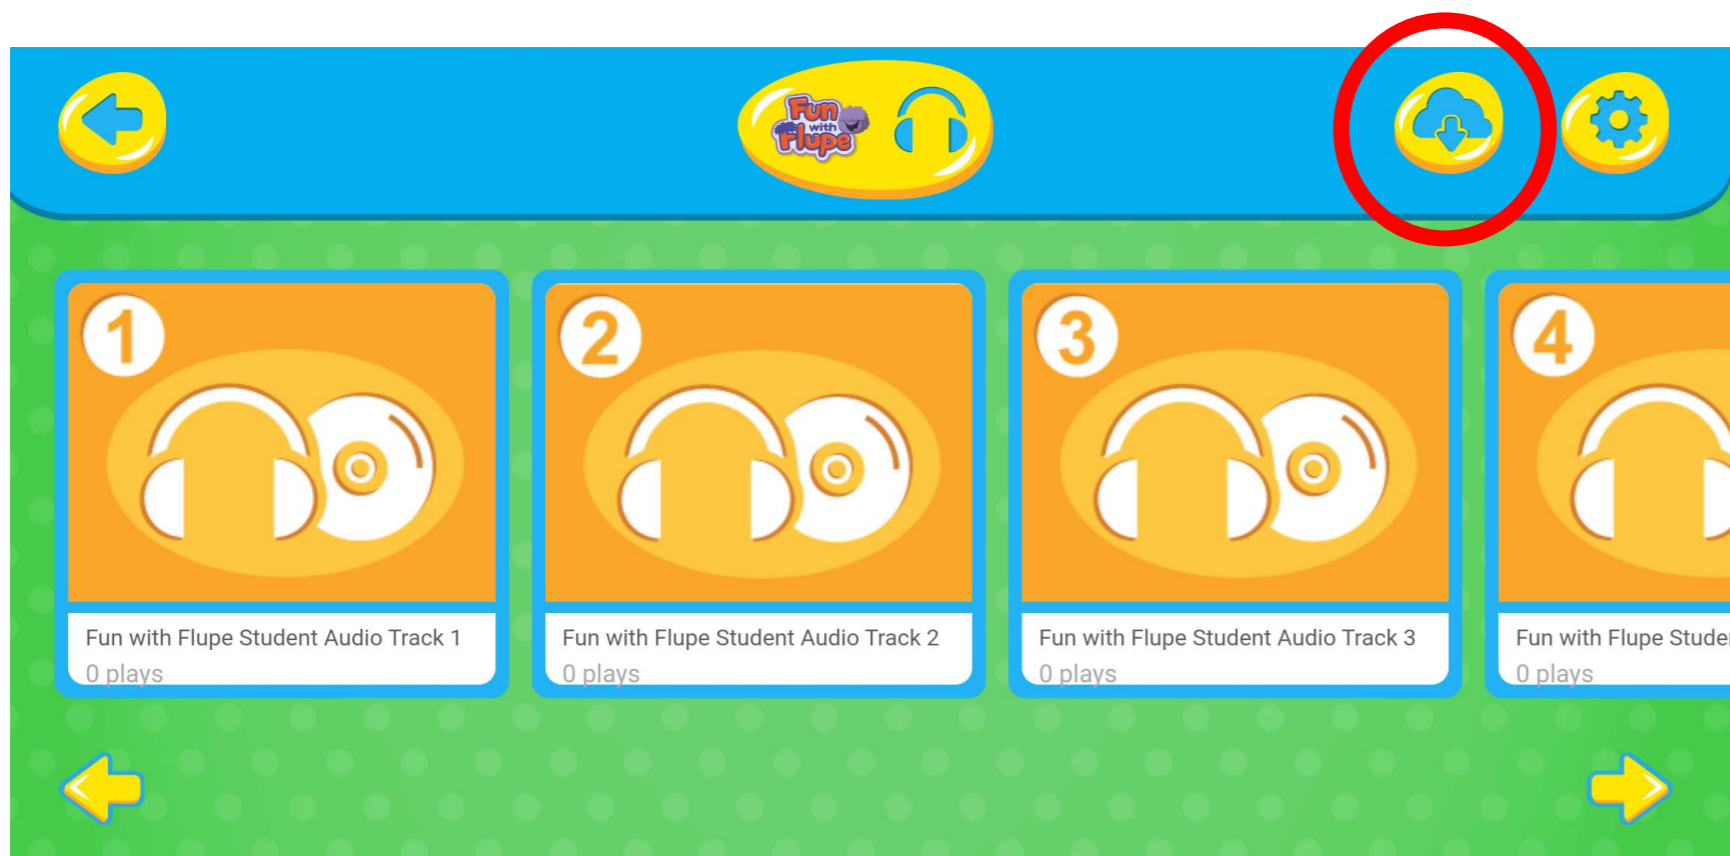 Fun
with
Flupe
1
2
3
4
Fun with Flupe Student Audio Track 1
0 plays
Fun with Flupe Student Audio Track 2
0 plays
Fun with Flupe Student Audio Track 3
0 plays
Fun with Flupe
0 plays